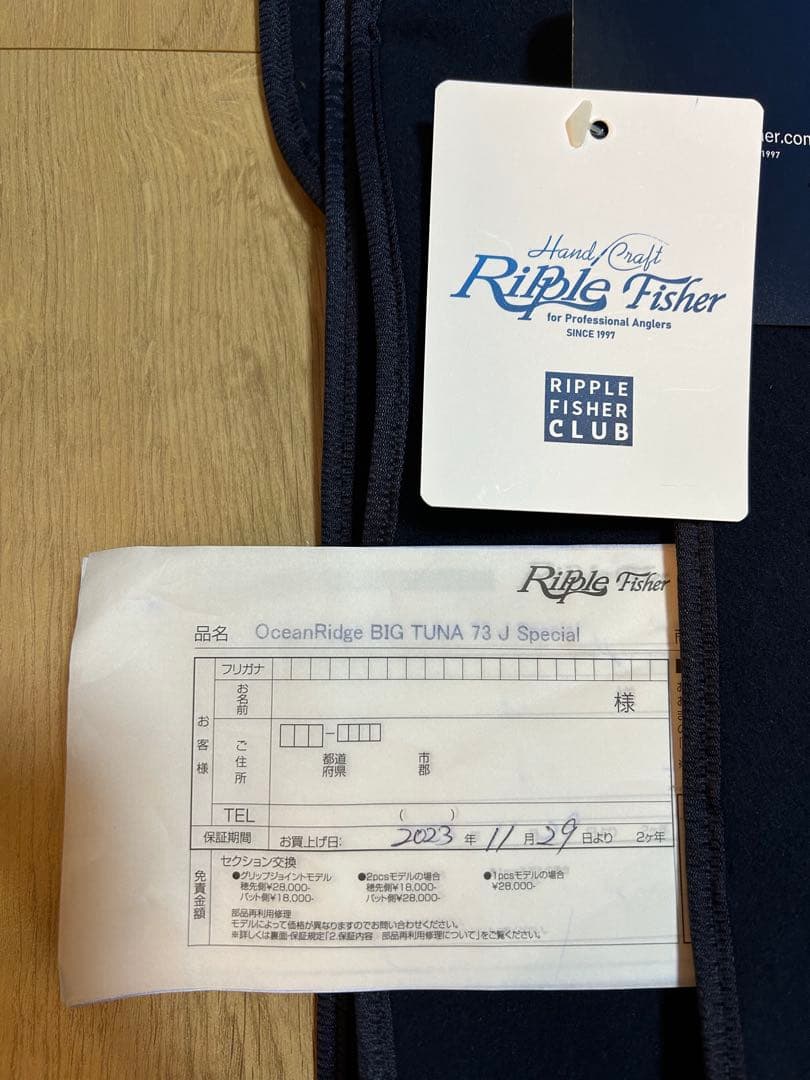 er.com
1997
Hand Craft
Ripple Fisher
for Professional Anglers
SINCE 1997
RIPPLE
FISHER
CLUB
Ripple Fisher
品名 OceanRidge BIG TUNA 73 J Special
フリガナ
お客様
お名前
様
ご住所
都道府県
市郡
TEL ( )
保証期間 お買上げ日: 2023 年 11 月 29 日より 2ヶ年
免責金額
セクション交換
●グリップジョイントモデル ●2pcsモデルの場合 ●1pcsモデルの場合
穂先側¥28,000- 穂先側¥18,000- ¥28,000-
バット側¥18,000- バット側¥28,000-
部品再利用修理
モデルによって価格が異なりますのでお問い合わせください。
※詳しくは裏面・保証規定「2.保証内容 部品再利用修理について」をご覧ください。